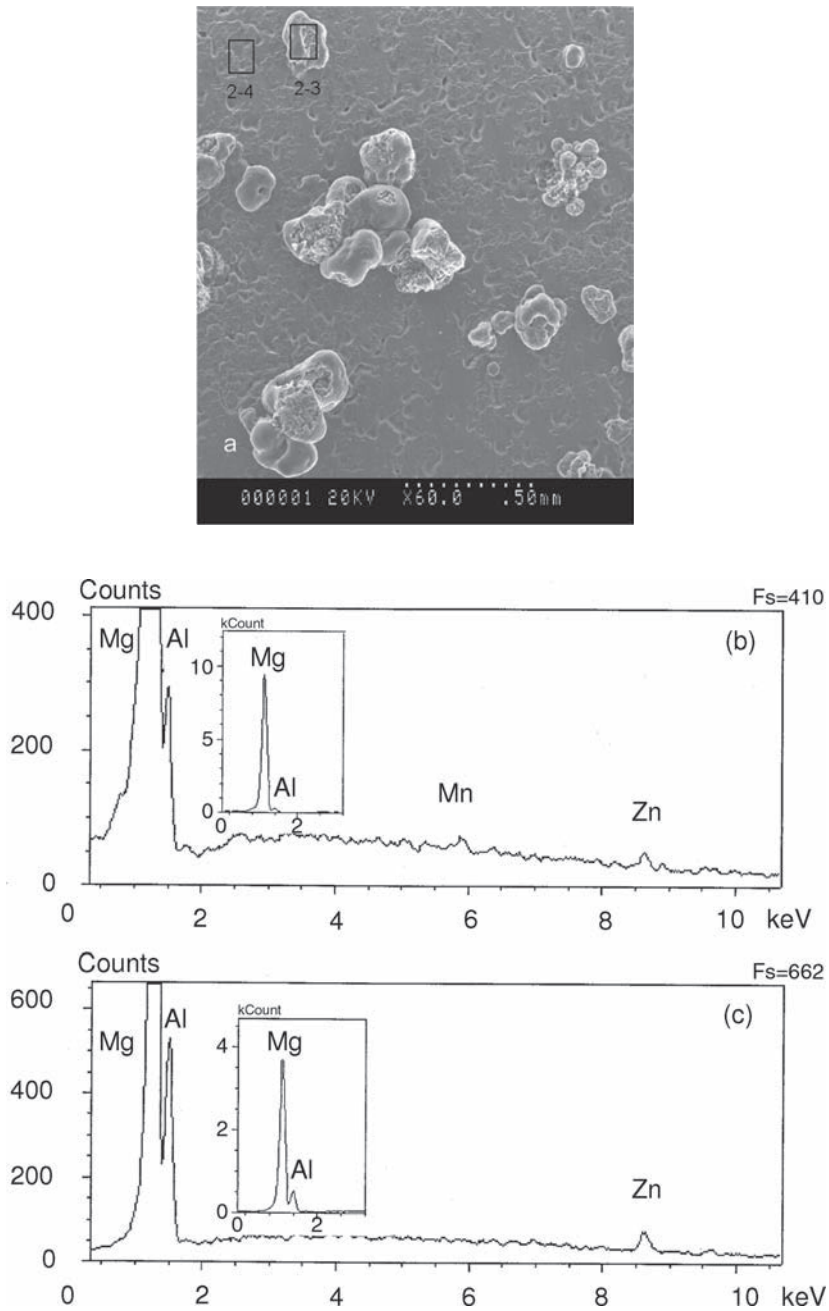 2-4 2-3
a
000001 20KV X60.0 .50mm
Counts Fs=410
400 Mg Al kCount (b)
10 Mg
200 5 Al Mn Zn
0 0 2
0
0 2 4 6 8 10 keV
Counts Fs=662
600 Mg Al kCount (c)
4 Mg
400
2 Al
200 Zn
0 0 2
0
0 2 4 6 8 10 keV